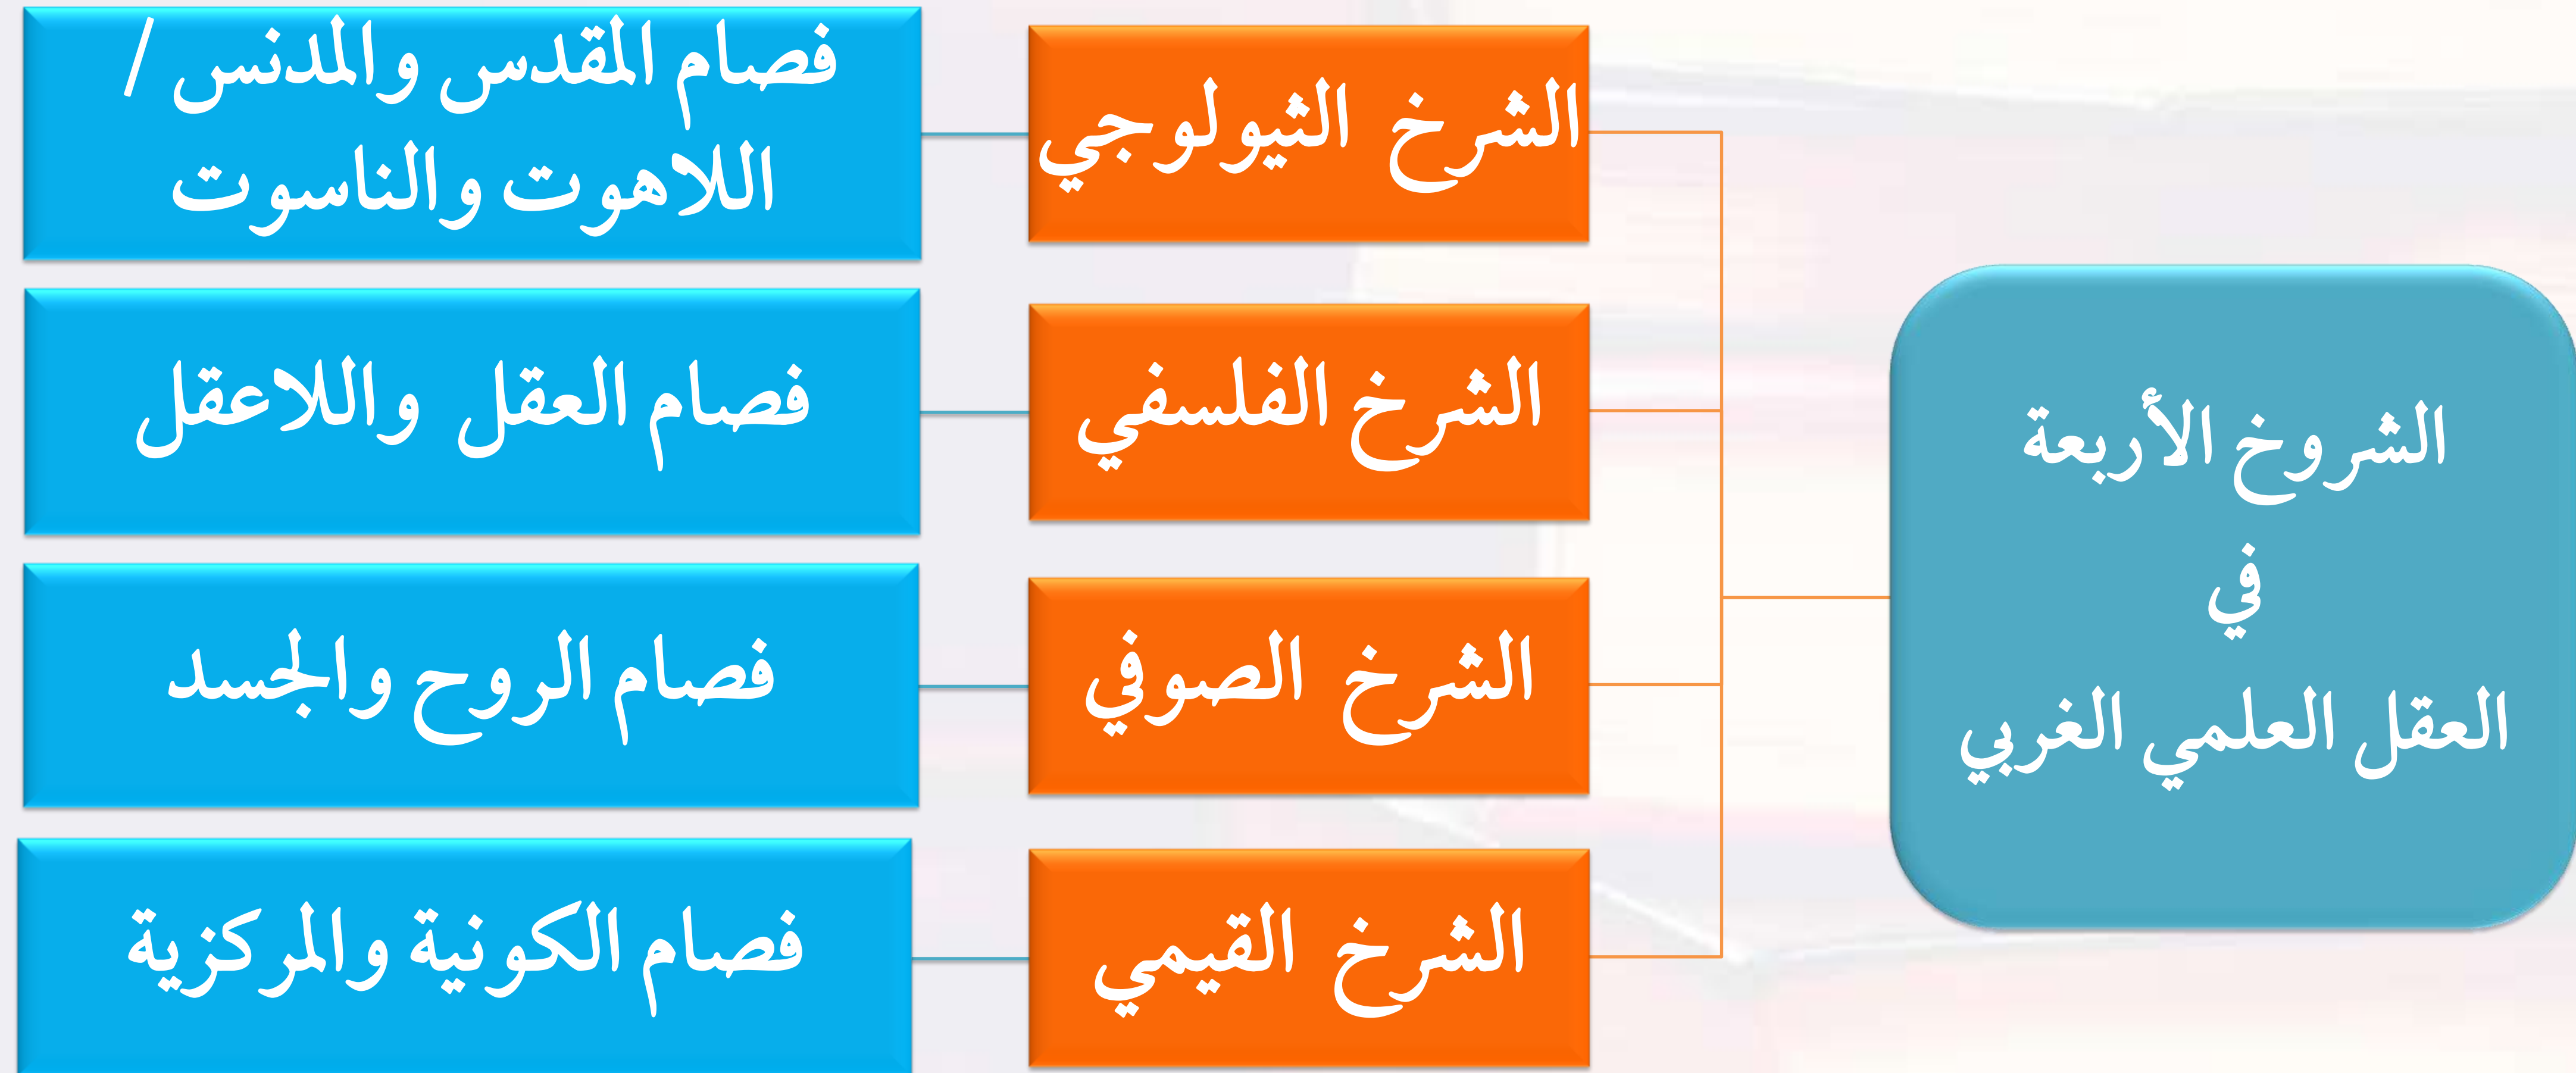 الشروخ الأربعة
في
العقل العلمي الغربي
الشرخ الثيولوجي
فصام المقدس والمدنس /
اللاهوت والناسوت
الشرخ الفلسفي
فصام العقل واللاعقل
الشرخ الصوفي
فصام الروح والجسد
الشرخ القيمي
فصام الكونية والمركزية